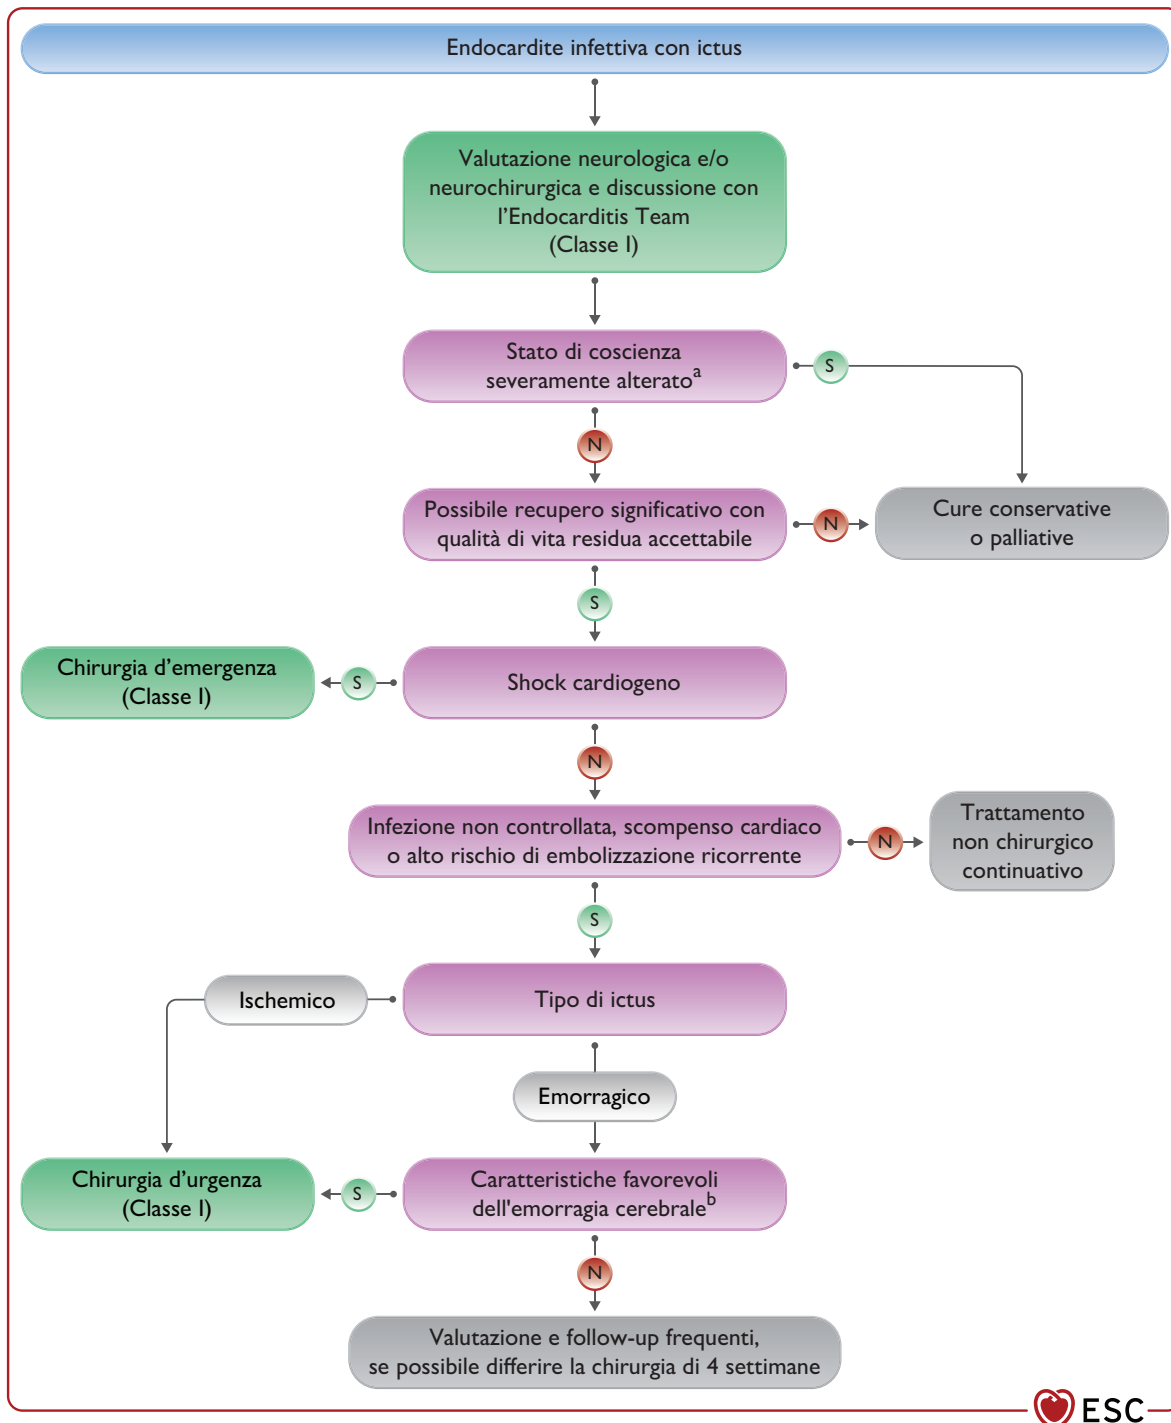 Endocardite infettiva con ictus
Valutazione neurologica e/o
neurochirurgica e discussione con
l'Endocarditis Team
(Classe I)
Stato di coscienza
severamente alterato^a
S
N
Possibile recupero significativo con
qualità di vita residua accettabile
N
Cure conservative
o palliative
S
Chirurgia d'emergenza
(Classe I)
S
Shock cardiogeno
N
Infezione non controllata, scompenso cardiaco
o alto rischio di embolizzazione ricorrente
N
Trattamento
non chirurgico
continuativo
S
Ischemico
Tipo di ictus
Emorragico
Chirurgia d'urgenza
(Classe I)
S
Caratteristiche favorevoli
dell'emorragia cerebrale^b
N
Valutazione e follow-up frequenti,
se possibile differire la chirurgia di 4 settimane
ESC